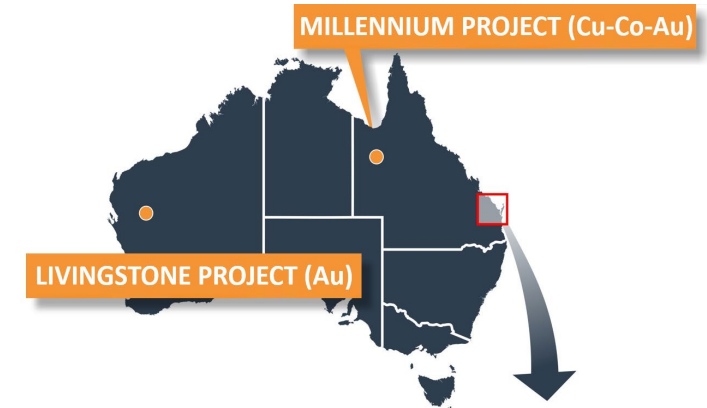 MILLENNIUM PROJECT (Cu-Co-Au)
LIVINGSTONE PROJECT (Au)